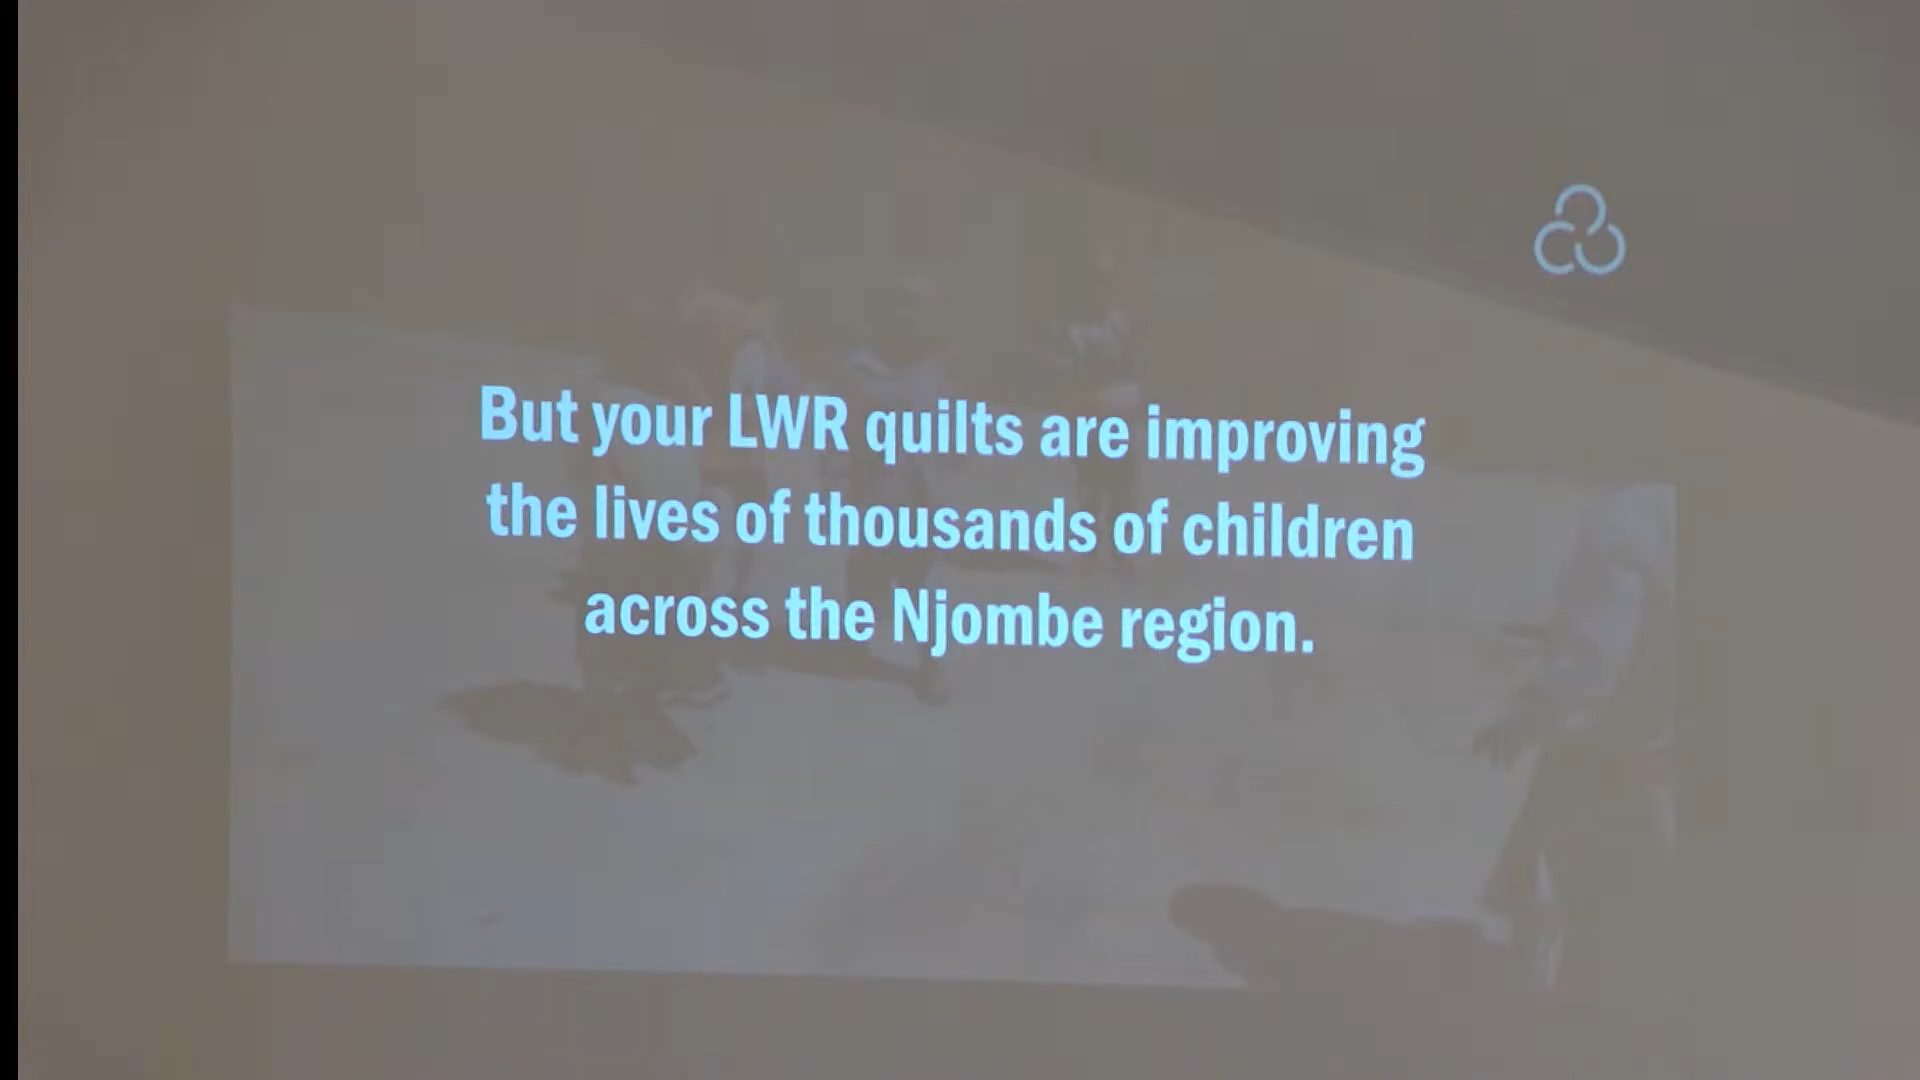 But your LWR quilts are improving
the lives of thousands of children
across the Njombe region.